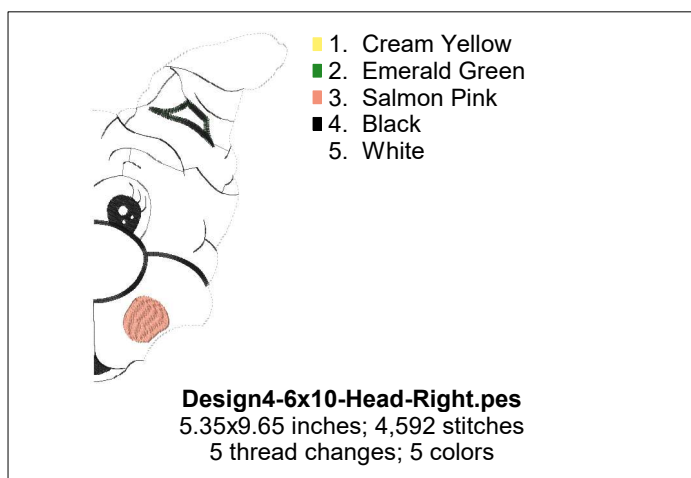 1. Cream Yellow
2. Emerald Green
3. Salmon Pink
4. Black
5. White
Design4-6x10-Head-Right.pes
5.35x9.65 inches; 4,592 stitches
5 thread changes; 5 colors